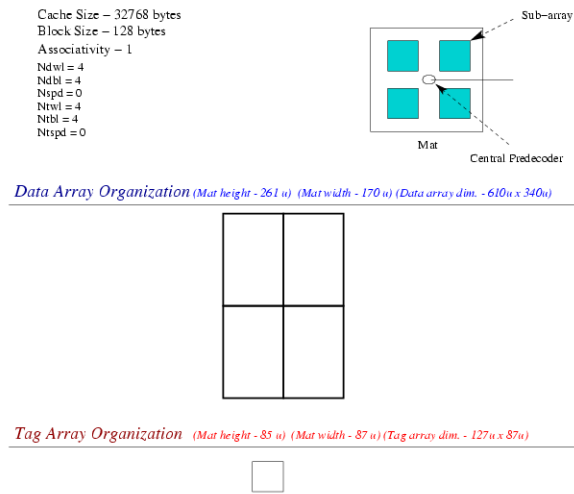 Cache Size – 32768 bytes
Block Size – 128 bytes
Associativity – 1
Ndwl = 4
Ndbl = 4
Nspd = 0
Ntwl = 4
Ntbl = 4
Ntspd = 0
Sub–array
Mat
Central Predecoder
Data Array Organization (Mat height - 261 u) (Mat width - 170 u) (Data array dim. - 610u x 340u)
Tag Array Organization (Mat height - 85 u) (Mat width - 87 u) (Tag array dim. - 127u x 87u)